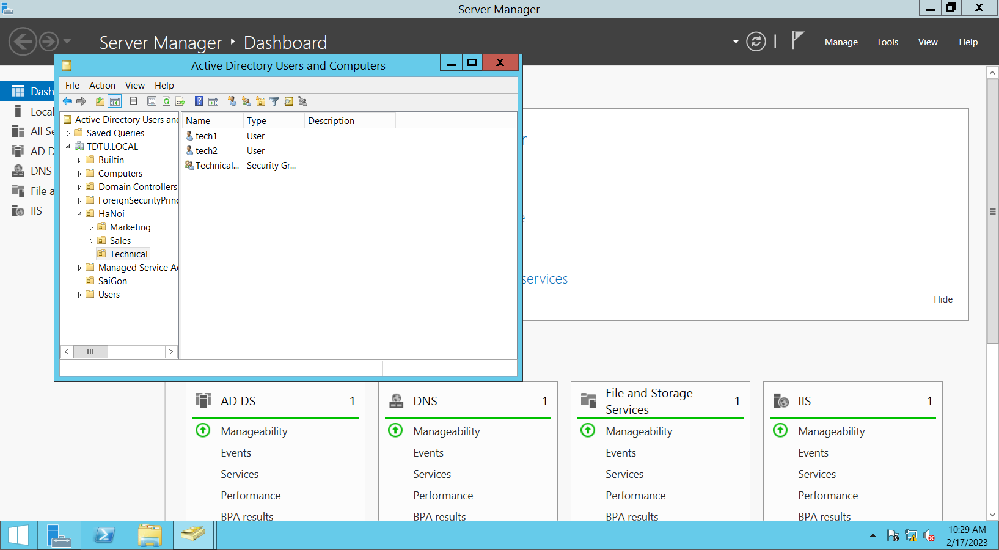 Server Manager
Server Manager ‣ Dashboard
Manage
Tools
View
Help
Active Directory Users and Computers
File
Action
View
Help
Dash
Local
All Se
AD D
DNS
File a
IIS
Active Directory Users an
Saved Queries
TDTU.LOCAL
Builtin
Computers
Domain Controllers
ForeignSecurityPrinc
HaNoi
Marketing
Sales
Technical
Managed Service Ac
SaiGon
Users
Name
Type
Description
tech1
User
tech2
User
Technical...
Security Gr...
services
Hide
AD DS
1
Manageability
Events
Services
Performance
BPA results
DNS
1
Manageability
Events
Services
Performance
BPA results
File and Storage
Services
1
Manageability
Events
Services
Performance
BPA results
IIS
1
Manageability
Events
Services
Performance
BPA results
10:29 AM
2/17/2023